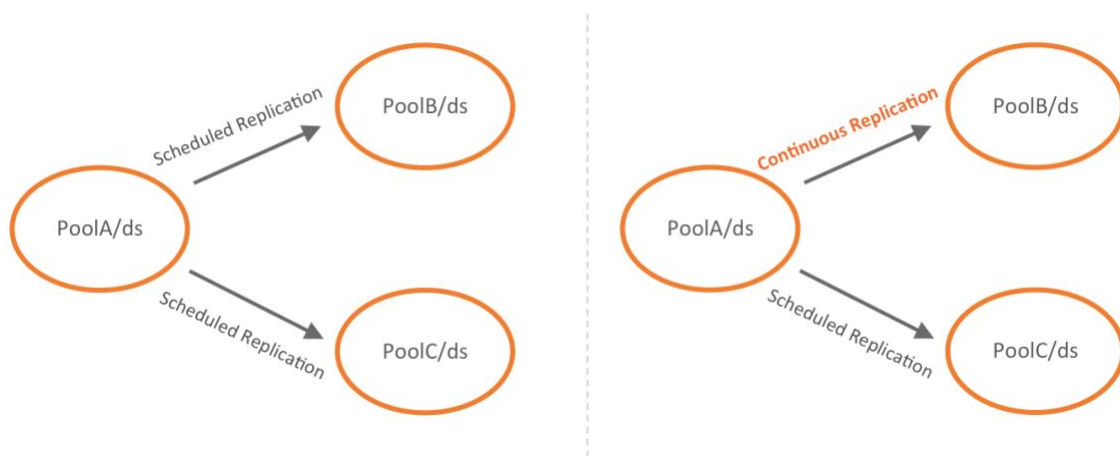 Scheduled Replication
PoolB/ds
PoolA/ds
Scheduled Replication
PoolC/ds
Continuous Replication
PoolB/ds
PoolA/ds
Scheduled Replication
PoolC/ds